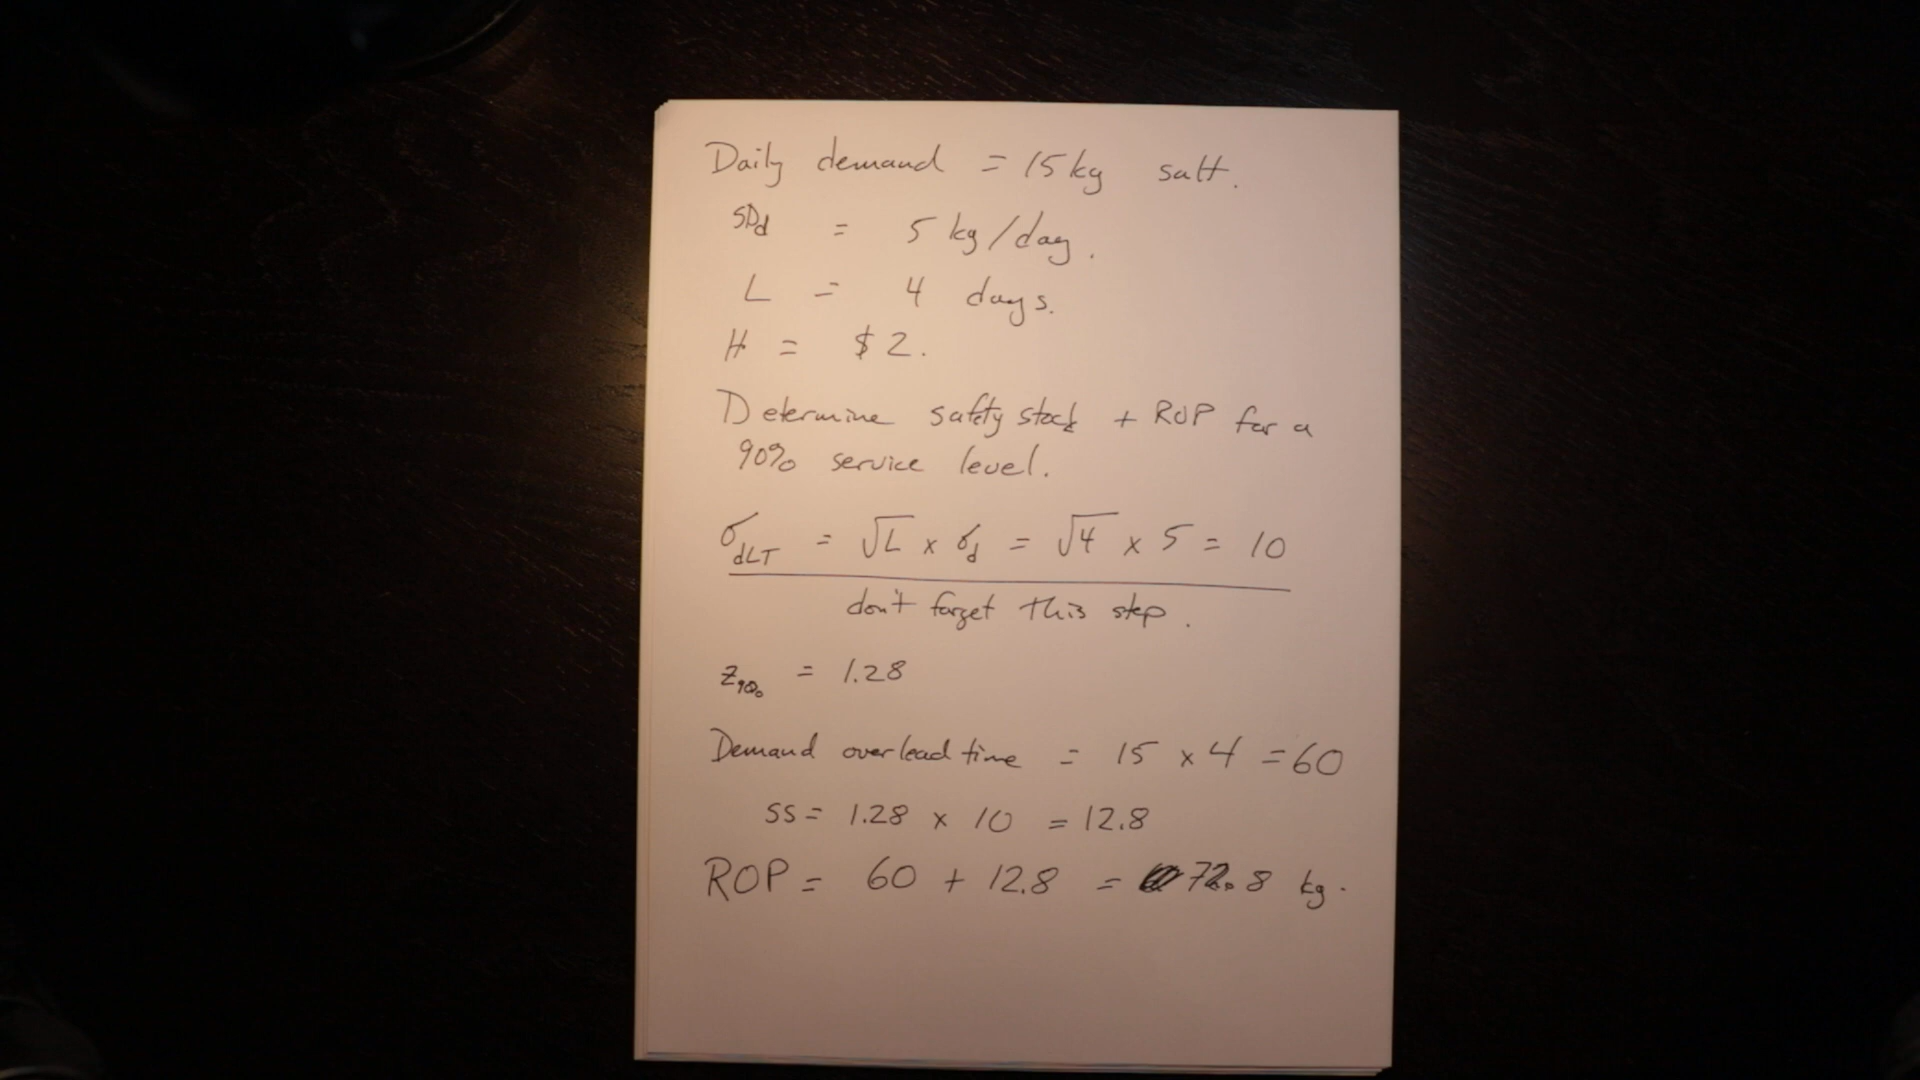 Daily demand = 15 kg salt.
SDd = 5 kg/day.
L = 4 days.
H = $2.
Determine safety stock + ROP for a
90% service level.
σdLT = √L x σd = √4 x 5 = 10
don't forget this step.
z90% = 1.28
Demand over lead time = 15 x 4 = 60
SS = 1.28 x 10 = 12.8
ROP = 60 + 12.8 = 72.8 kg.